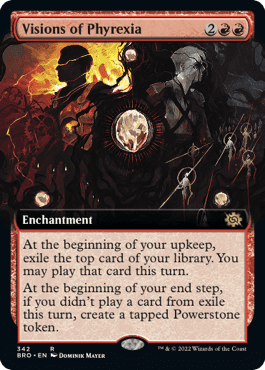 Visions of Phyrexia 2
Enchantment
At the beginning of your upkeep,
exile the top card of your library. You
may play that card this turn.
At the beginning of your end step,
if you didn't play a card from exile
this turn, create a tapped Powerstone
token.
342 R
BRO • EN DOMINIK MAYER
™ & © 2022 Wizards of the Coast